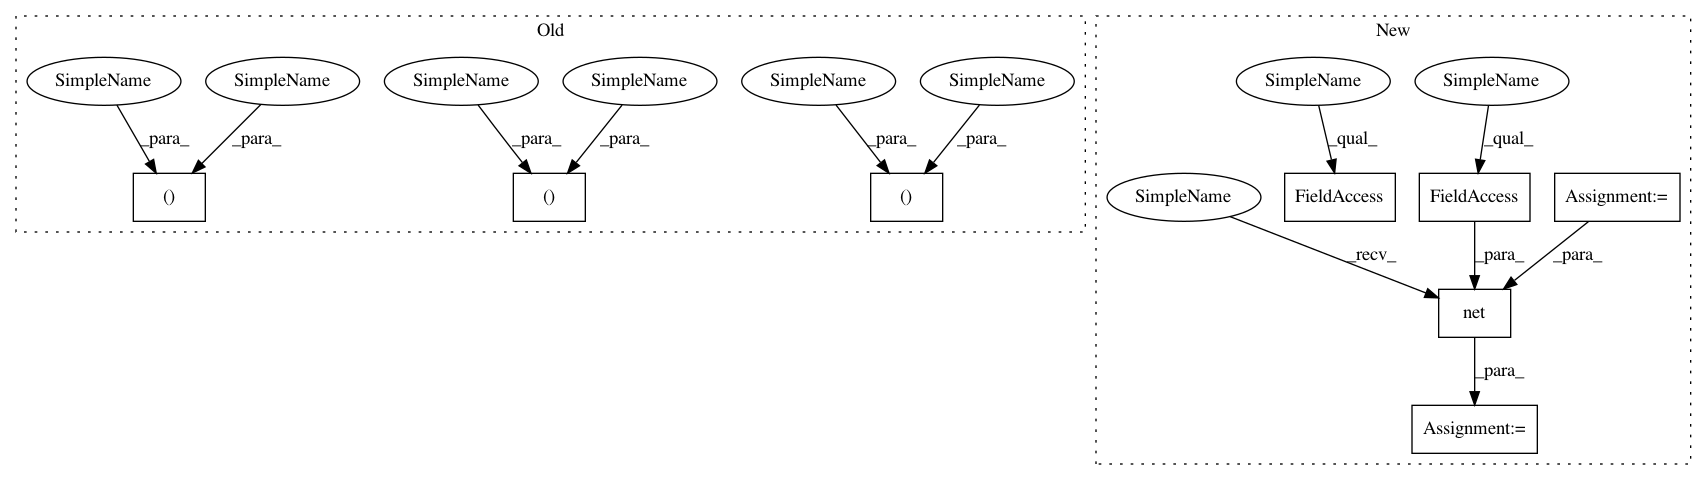 Old
New
SimpleName
SimpleName
SimpleName
SimpleName
SimpleName
SimpleName
SimpleName
SimpleName
_para_
_para_
_para_
_para_
_para_
_para_
_qual_
_qual_
()
()
()
SimpleName
FieldAccess
FieldAccess
Assignment:=
_recv_
_para_
_para_
net
_para_
Assignment:=